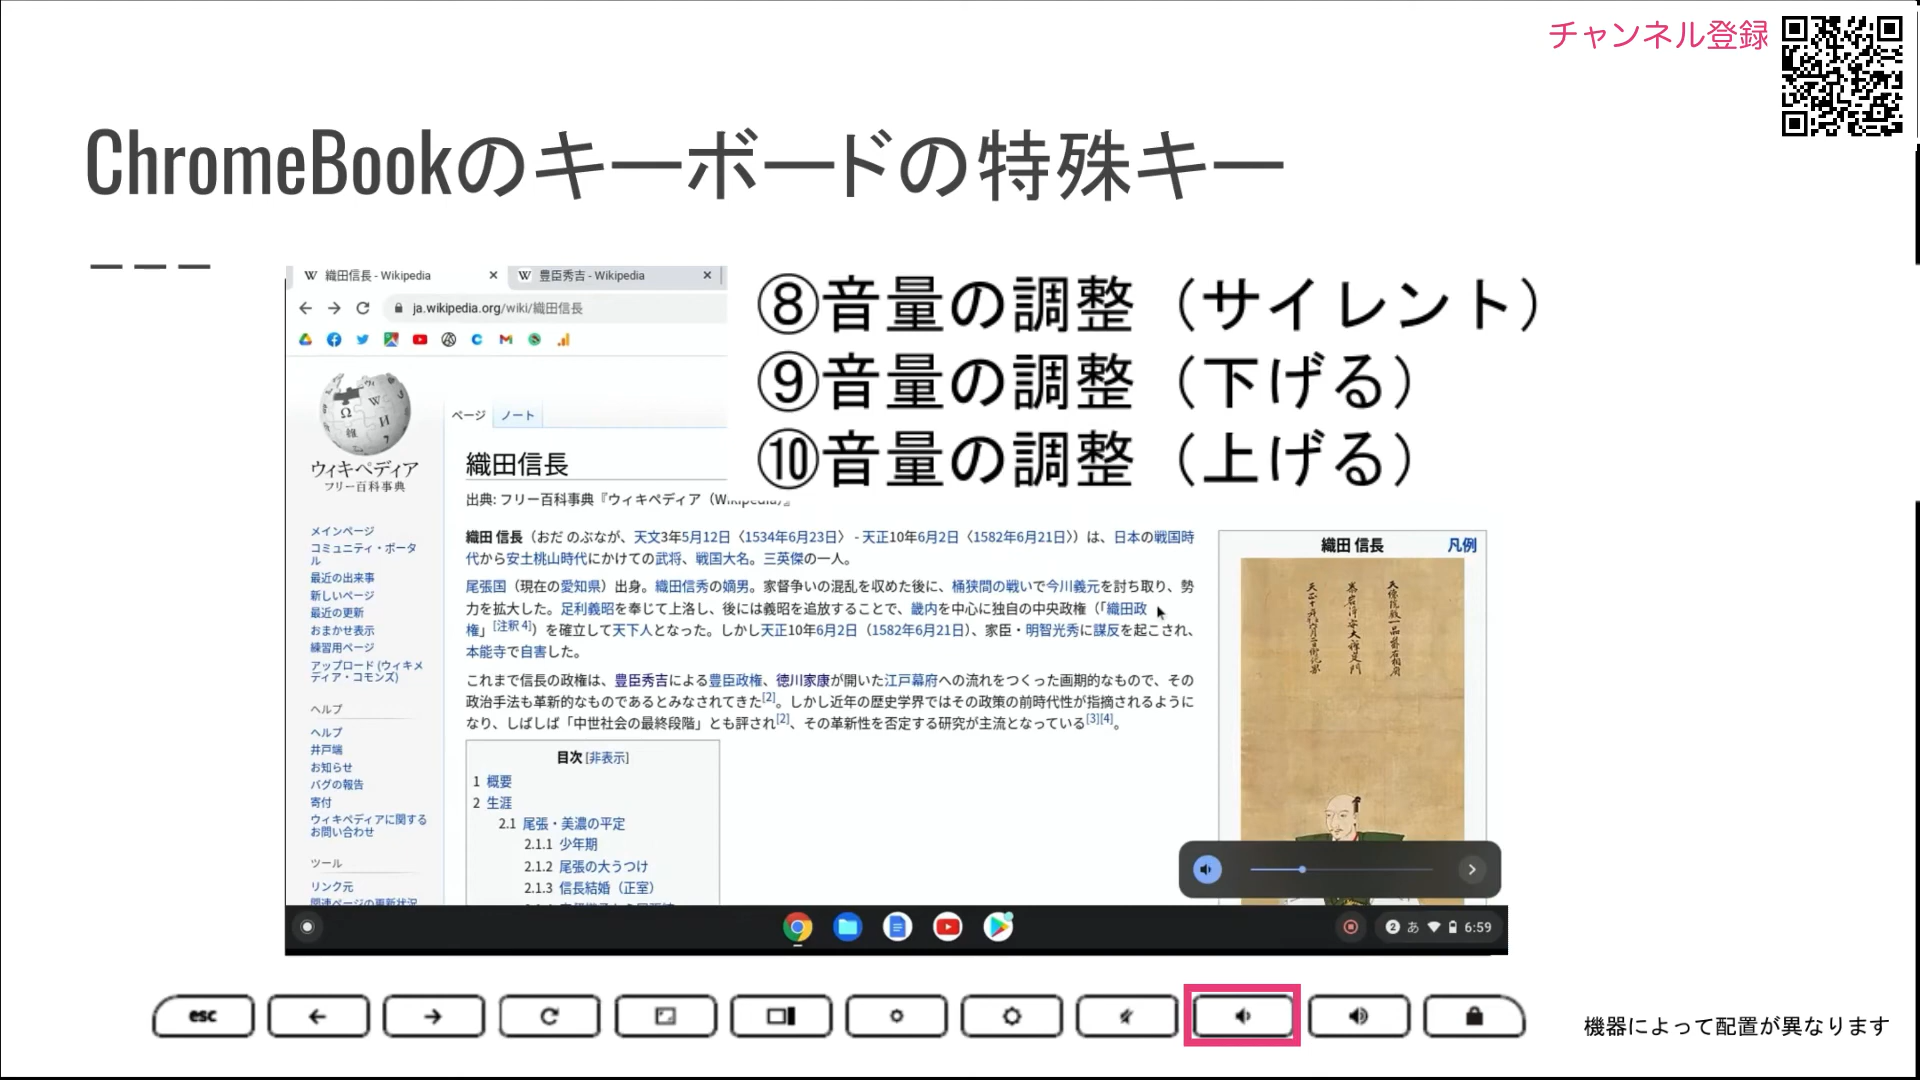 チャンネル登録
ChromeBookのキーボードの特殊キー
織田信長 - Wikipedia
豊臣秀吉 - Wikipedia
ja.wikipedia.org/wiki/織田信長
⑧音量の調整（サイレント）
⑨音量の調整（下げる）
⑩音量の調整（上げる）
ウィキペディア
フリー百科事典
ページ ノート
織田信長
出典: フリー百科事典『ウィキペディア（Wikipedia）』
メインページ
コミュニティ・ポータ
ル
最近の出来事
新しいページ
最近の更新
おまかせ表示
練習用ページ
アップロード (ウィキメ
ディア・コモンズ)
ヘルプ
ヘルプ
井戸端
お知らせ
バグの報告
寄付
ウィキペディアに関する
お問い合わせ
ツール
リンク元
関連ページの更新状況
織田 信長（おだ のぶなが、天文3年5月12日〈1534年6月23日〉 - 天正10年6月2日〈1582年6月21日〉）は、日本の戦国時
代から安土桃山時代にかけての武将、戦国大名。三英傑の一人。
尾張国（現在の愛知県）出身。織田信秀の嫡男。家督争いの混乱を収めた後に、桶狭間の戦いで今川義元を討ち取り、勢
力を拡大した。足利義昭を奉じて上洛し、後には義昭を追放することで、畿内を中心に独自の中央政権（「織田政
権」[注釈 4]）を確立して天下人となった。しかし天正10年6月2日（1582年6月21日）、家臣・明智光秀に謀反を起こされ、
本能寺で自害した。
これまで信長の政権は、豊臣秀吉による豊臣政権、徳川家康が開いた江戸幕府への流れをつくった画期的なもので、その
政治手法も革新的なものであるとみなされてきた[2]。しかし近年の歴史学界ではその政策の前時代性が指摘されるように
なり、しばしば「中世社会の最終段階」とも評され[2]、その革新性を否定する研究が主流となっている[3][4]。
目次 [非表示]
1 概要
2 生涯
2.1 尾張・美濃の平定
2.1.1 少年期
2.1.2 尾張の大うつけ
2.1.3 信長結婚（正室）
織田 信長 凡例
2 あ 6:59
esc
機器によって配置が異なります